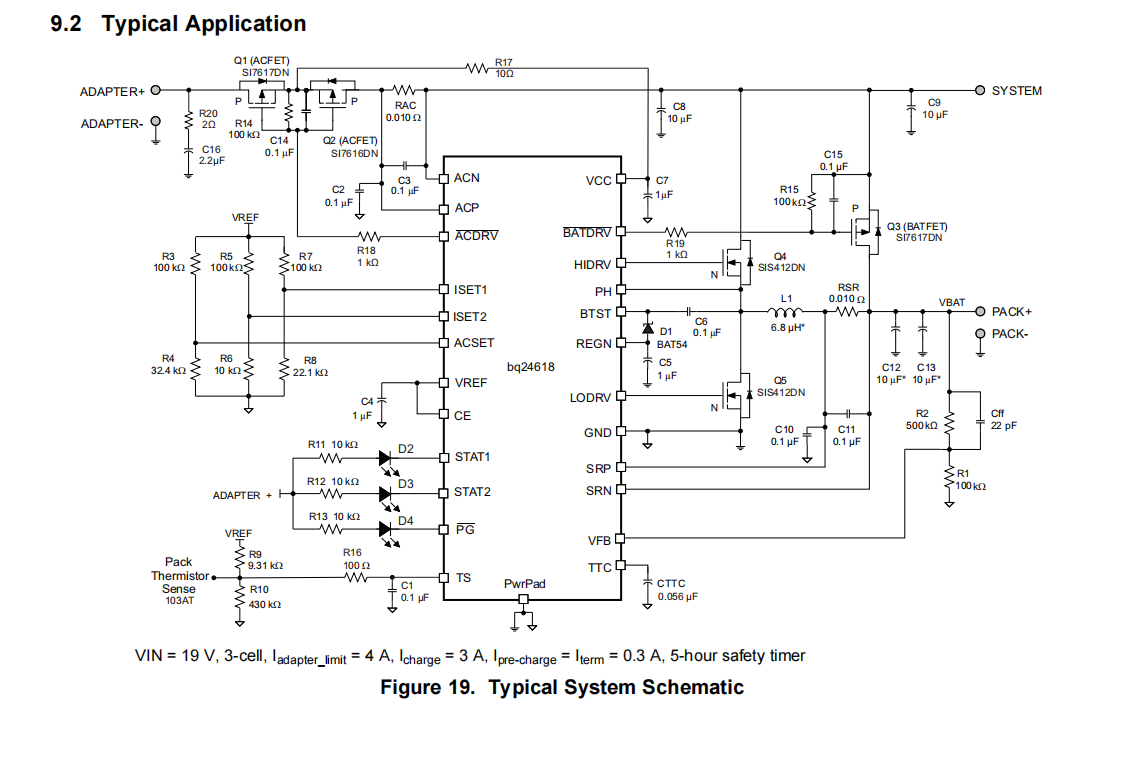 9.2 Typical Application
Q1 (ACFET)
SI7617DN
R17
10Ω
ADAPTER+
SYSTEM
P
P
R20
2Ω
R14
100 kΩ
RAC
0.010 Ω
C8
10 µF
C9
10 µF
ADAPTER-
C14
0.1 µF
Q2 (ACFET)
SI7616DN
C16
2.2µF
C15
0.1 µF
C3
0.1 µF
C2
0.1 µF
ACN
VCC
C7
1µF
R15
100 kΩ
P
ACP
VREF
ACDRV
BATDRV
Q3 (BATFET)
SI7617DN
R18
1 kΩ
R19
1 kΩ
R3
100 kΩ
R5
100 kΩ
R7
100 kΩ
HIDRV
N
Q4
SIS412DN
ISET1
PH
RSR
0.010 Ω
L1
6.8 µH*
VBAT
ISET2
BTST
PACK+
C6
0.1 µF
D1
BAT54
ACSET
REGN
PACK-
R4
32.4 kΩ
R6
10 kΩ
R8
22.1 kΩ
bq24618
C5
1 µF
C12
10 µF*
C13
10 µF*
VREF
Q5
SIS412DN
C4
1 µF
LODRV
N
CE
R2
500 kΩ
Cff
22 pF
GND
C10
0.1 µF
C11
0.1 µF
R11 10 kΩ
D2
STAT1
SRP
R12 10 kΩ
D3
R1
100 kΩ
ADAPTER +
STAT2
SRN
R13 10 kΩ
D4
PG
VREF
VFB
R9
9.31 kΩ
R16
100 Ω
Pack
Thermistor
Sense
103AT
TTC
TS
PwrPad
CTTC
0.056 µF
R10
430 kΩ
C1
0.1 µF
VIN = 19 V, 3-cell, Iadapter_limit = 4 A, Icharge = 3 A, Ipre-charge = Iterm = 0.3 A, 5-hour safety timer
Figure 19. Typical System Schematic